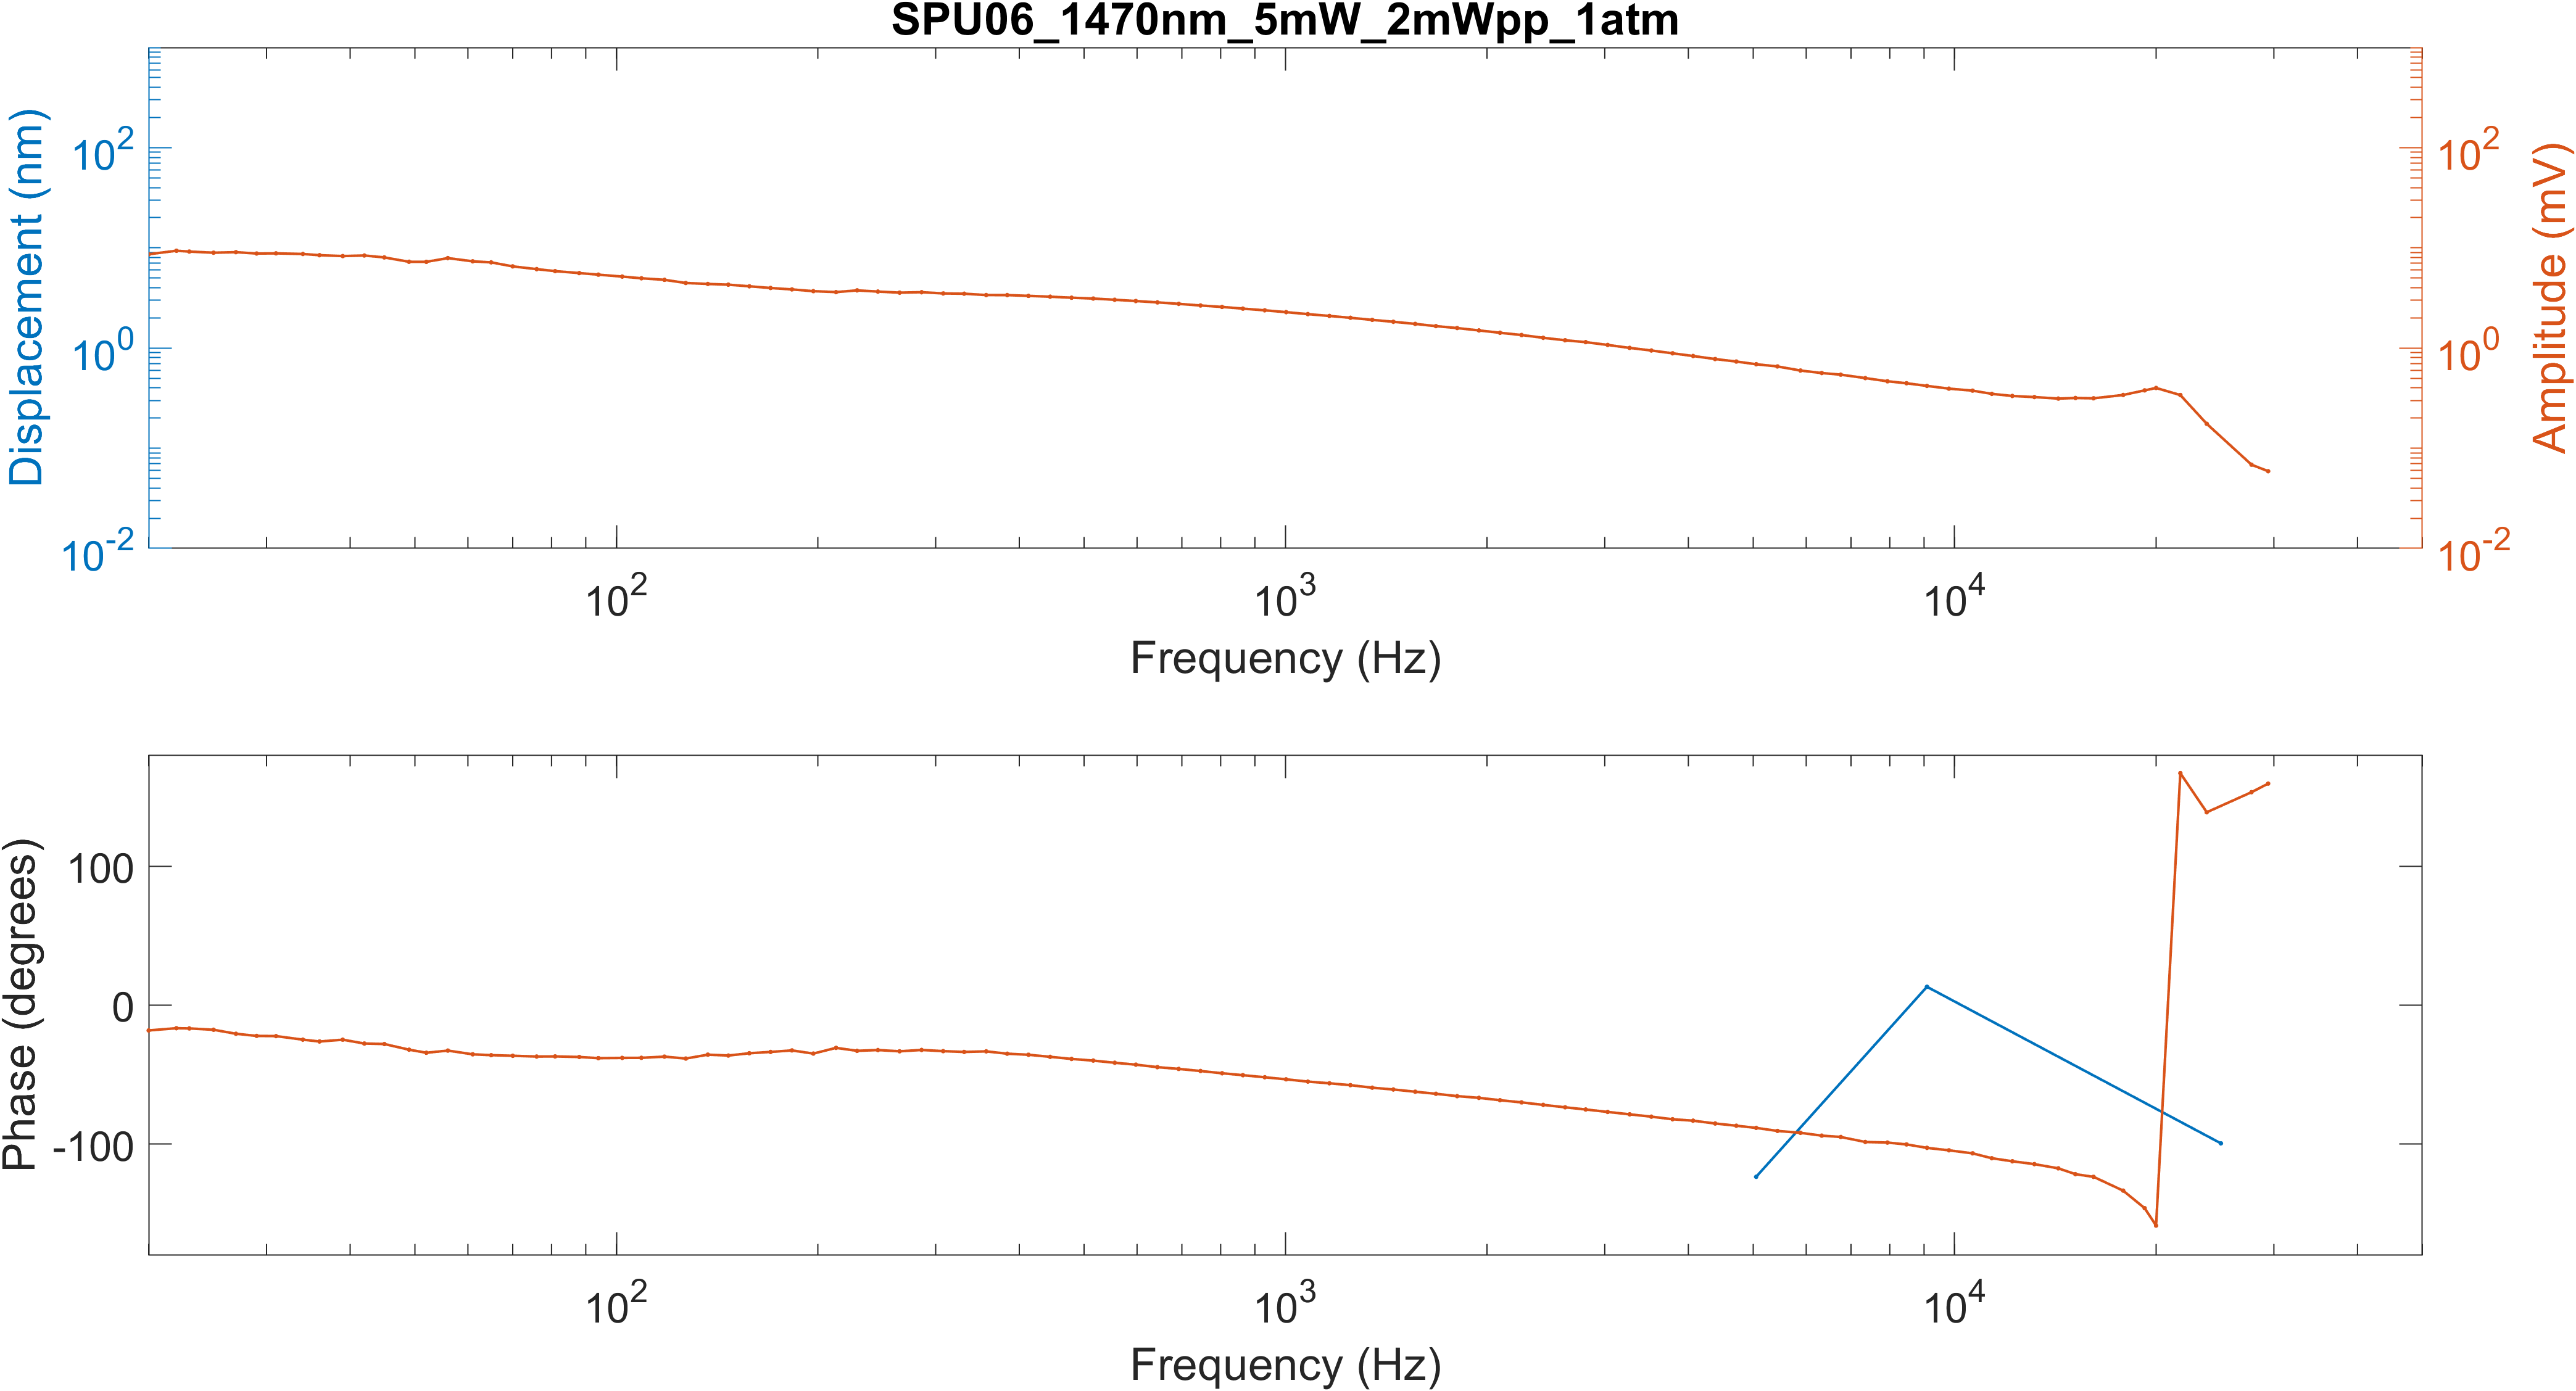 SPU06_1470nm_5mW_2mWpp_1atm
Displacement (nm)
10^2
10^0
10^-2
10^2
10^0
10^-2
Amplitude (mV)
10^2 10^3 10^4
Frequency (Hz)
Phase (degrees)
100
0
-100
10^2 10^3 10^4
Frequency (Hz)